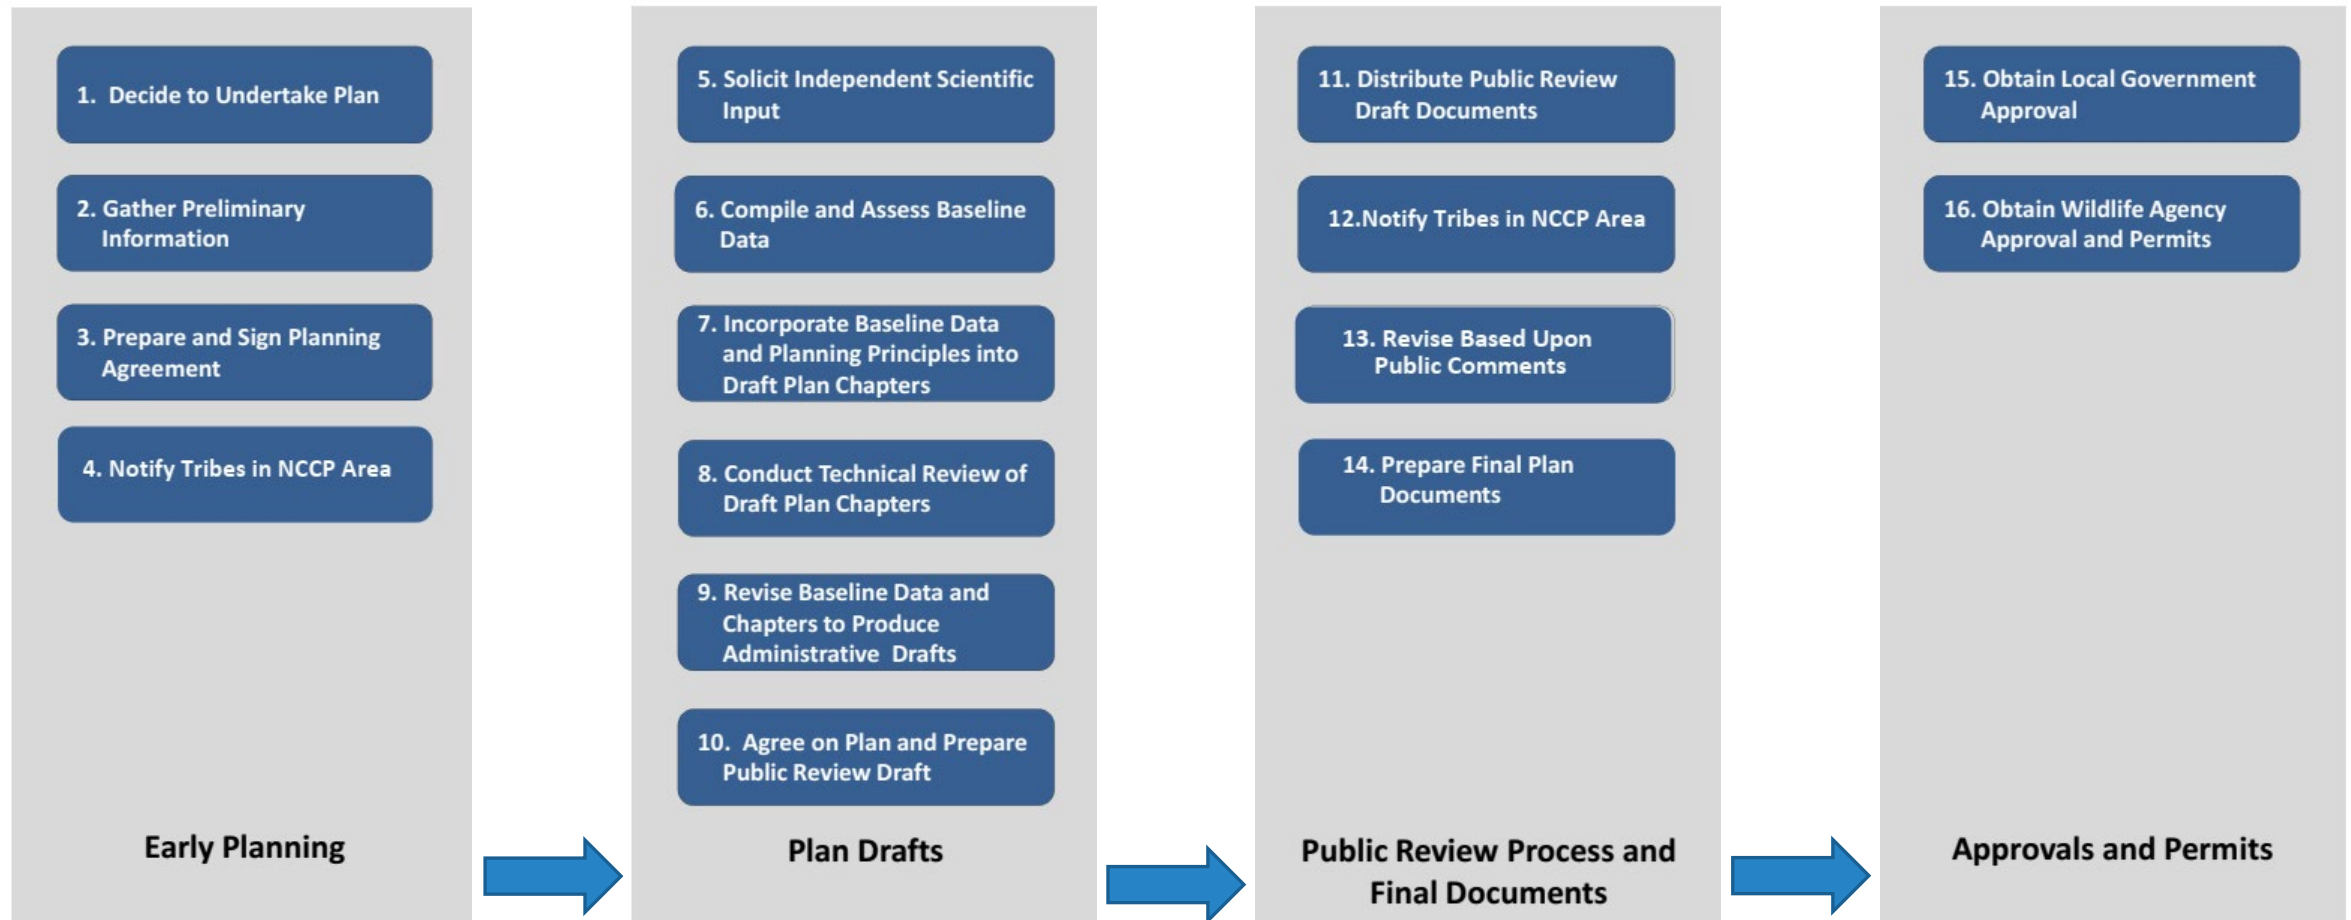 1. Decide to Undertake Plan
2. Gather Preliminary
Information
3. Prepare and Sign Planning
Agreement
4. Notify Tribes in NCCP Area
Early Planning
5. Solicit Independent Scientific
Input
6. Compile and Assess Baseline
Data
7. Incorporate Baseline Data
and Planning Principles into
Draft Plan Chapters
8. Conduct Technical Review of
Draft Plan Chapters
9. Revise Baseline Data and
Chapters to Produce
Administrative Drafts
10. Agree on Plan and Prepare
Public Review Draft
Plan Drafts
11. Distribute Public Review
Draft Documents
12.Notify Tribes in NCCP Area
13. Revise Based Upon
Public Comments
14. Prepare Final Plan
Documents
Public Review Process and
Final Documents
15. Obtain Local Government
Approval
16. Obtain Wildlife Agency
Approval and Permits
Approvals and Permits